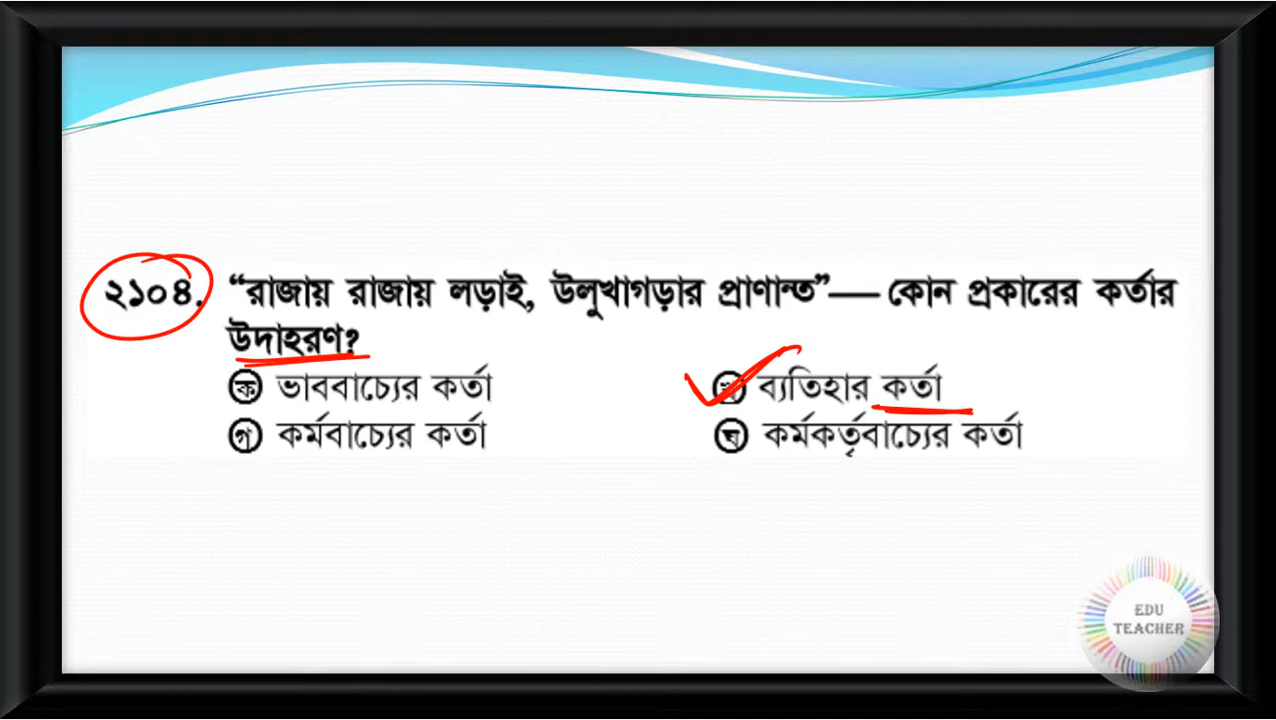 ২১০৪. “রাজায় রাজায় লড়াই, উলুখাগড়ার প্রাণান্ত”— কোন প্রকারের কর্তার
উদাহরণ?
ক ভাববাচ্যের কর্তা খ ব্যতিহার কর্তা
গ কর্মবাচ্যের কর্তা ঘ কর্মকর্তৃবাচ্যের কর্তা
EDU
TEACHER